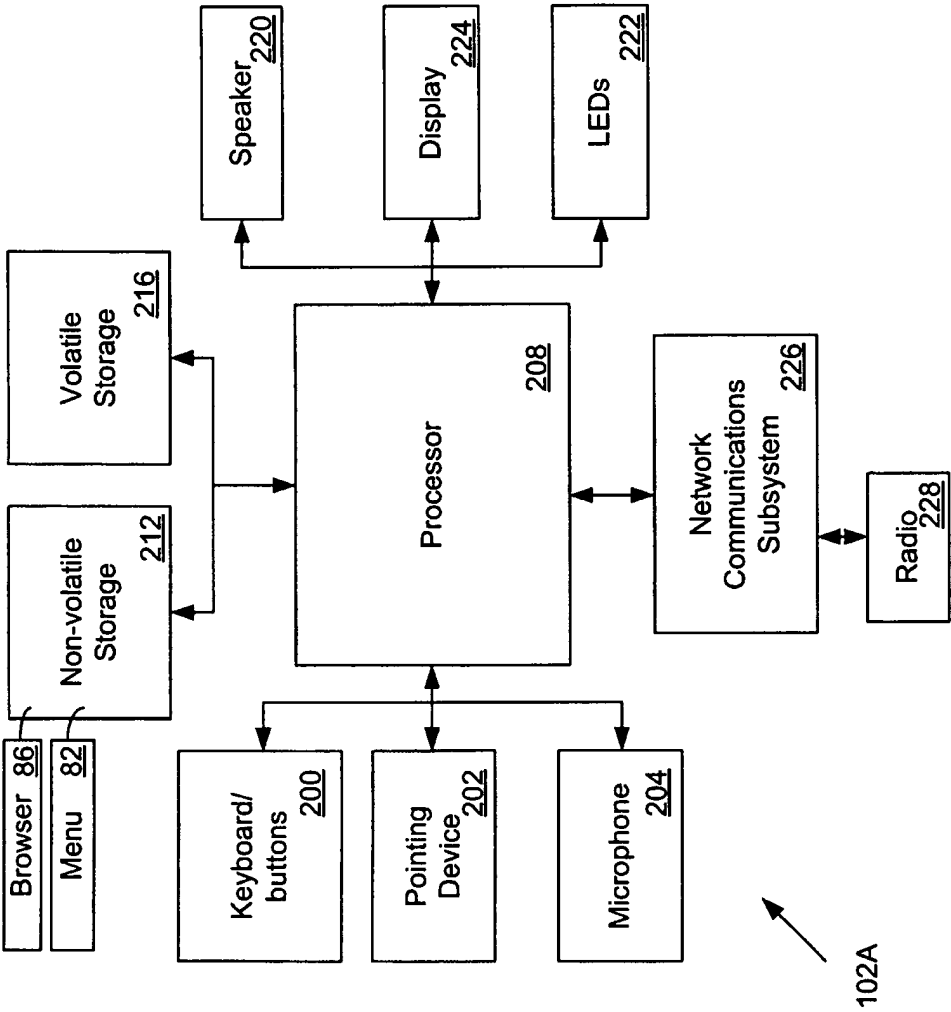 Browser 86
Menu 82
Non-volatile
Storage
212
Volatile
Storage
216
Keyboard/
buttons
200
Pointing
Device
202
Microphone
204
Processor
208
Speaker
220
Display
224
LEDs
222
Network
Communications
Subsystem
226
Radio
228
102A